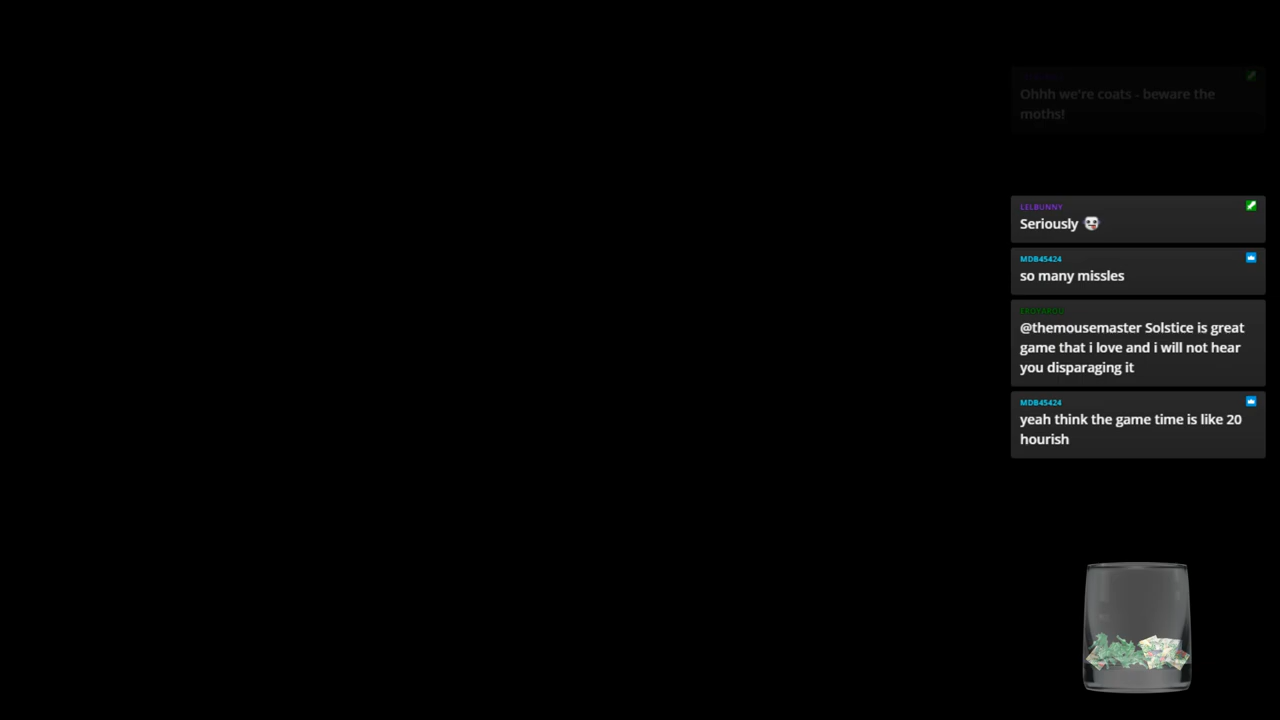 Ohhh we're coats - beware the
moths!
LELBUNNY
Seriously
MDB45424
so many missles
@themousemaster Solstice is great
game that i love and i will not hear
you disparaging it
MDB45424
yeah think the game time is like 20
hourish